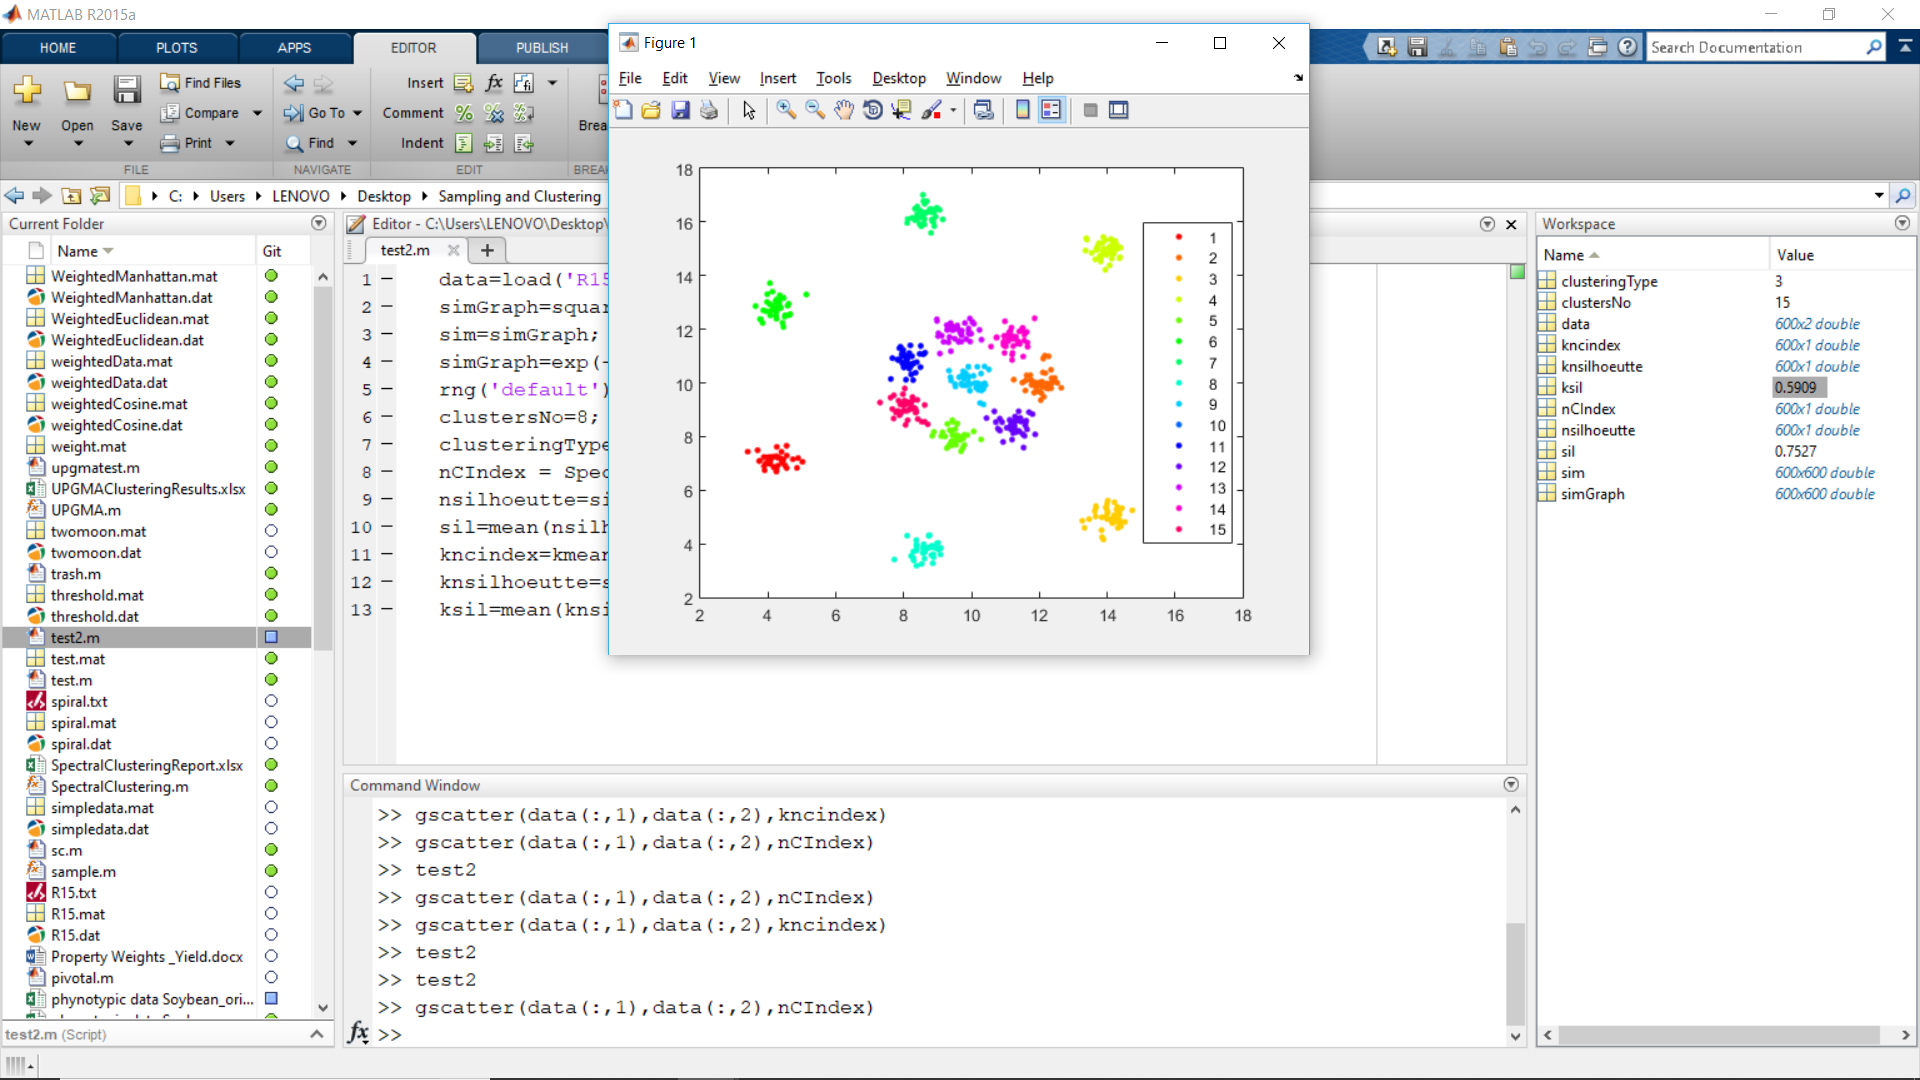 MATLAB R2015a
HOME PLOTS APPS EDITOR PUBLISH
Search Documentation
New Open Save
Find Files
Compare
Print
Go To
Find
Insert
Comment
Indent
FILE NAVIGATE EDIT
C: Users LENOVO Desktop Sampling and Clustering
Current Folder
Name Git
WeightedManhattan.mat
WeightedManhattan.dat
WeightedEuclidean.mat
WeightedEuclidean.dat
weightedData.mat
weightedData.dat
weightedCosine.mat
weightedCosine.dat
weight.mat
upgmatest.m
UPGMAClusteringResults.xlsx
UPGMA.m
twomoon.mat
twomoon.dat
trash.m
threshold.mat
threshold.dat
test2.m
test.mat
test.m
spiral.txt
spiral.mat
spiral.dat
SpectralClusteringReport.xlsx
SpectralClustering.m
simpledata.mat
simpledata.dat
sc.m
sample.m
R15.txt
R15.mat
R15.dat
Property Weights _Yield.docx
pivotal.m
phynotypic data Soybean_ori...
test2.m (Script)
Editor - C:\Users\LENOVO\Desktop\
test2.m
1 data=load('R15
2 simGraph=squar
3 sim=simGraph;
4 simGraph=exp(-
5 rng('default')
6 clustersNo=8;
7 clusteringType
8 nCIndex = Spec
9 nsilhoeutte=si
10 sil=mean(nsilh
11 kncindex=kmean
12 knsilhoeutte=s
13 ksil=mean(knsi
Figure 1
File Edit View Insert Tools Desktop Window Help
18
16
14
12
10
8
6
4
2
2 4 6 8 10 12 14 16 18
1
2
3
4
5
6
7
8
9
10
11
12
13
14
15
Command Window
>> gscatter(data(:,1),data(:,2),kncindex)
>> gscatter(data(:,1),data(:,2),nCIndex)
>> test2
>> gscatter(data(:,1),data(:,2),nCIndex)
>> gscatter(data(:,1),data(:,2),kncindex)
>> test2
>> test2
>> gscatter(data(:,1),data(:,2),nCIndex)
fx >>
Workspace
Name Value
clusteringType 3
clustersNo 15
data 600x2 double
kncindex 600x1 double
knsilhoeutte 600x1 double
ksil 0.5909
nCIndex 600x1 double
nsilhoeutte 600x1 double
sil 0.7527
sim 600x600 double
simGraph 600x600 double